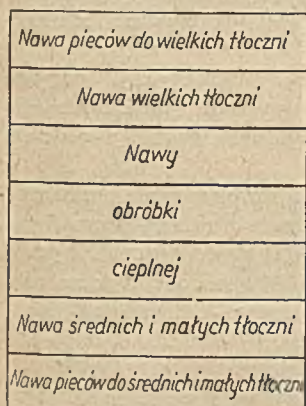 Nawa pieców do wielkich tłoczni
Nawa wielkich tłoczni
Nawy
obróbki
cieplnej
Nawa średnich i małych tłoczni
Nawa pieców do średnich i małych tłoczni